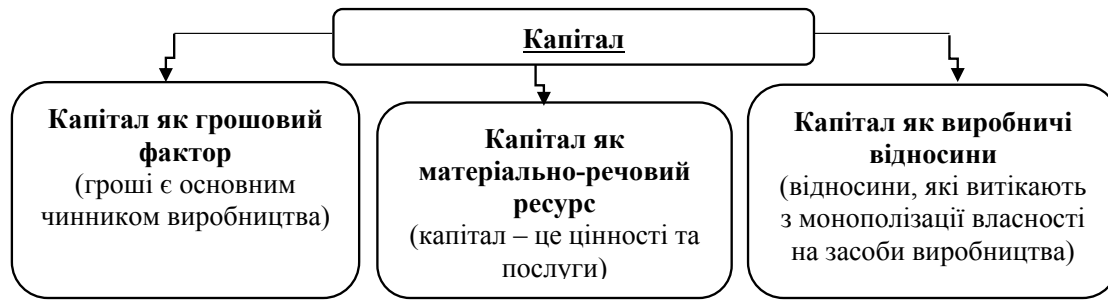 Капітал
Капітал як грошовий
фактор
(гроші є основним
чинником виробництва)
Капітал як
матеріально-речовий
ресурс
(капітал – це цінності та
послуги)
Капітал як виробничі
відносини
(відносини, які витікають
з монополізації власності
на засоби виробництва)